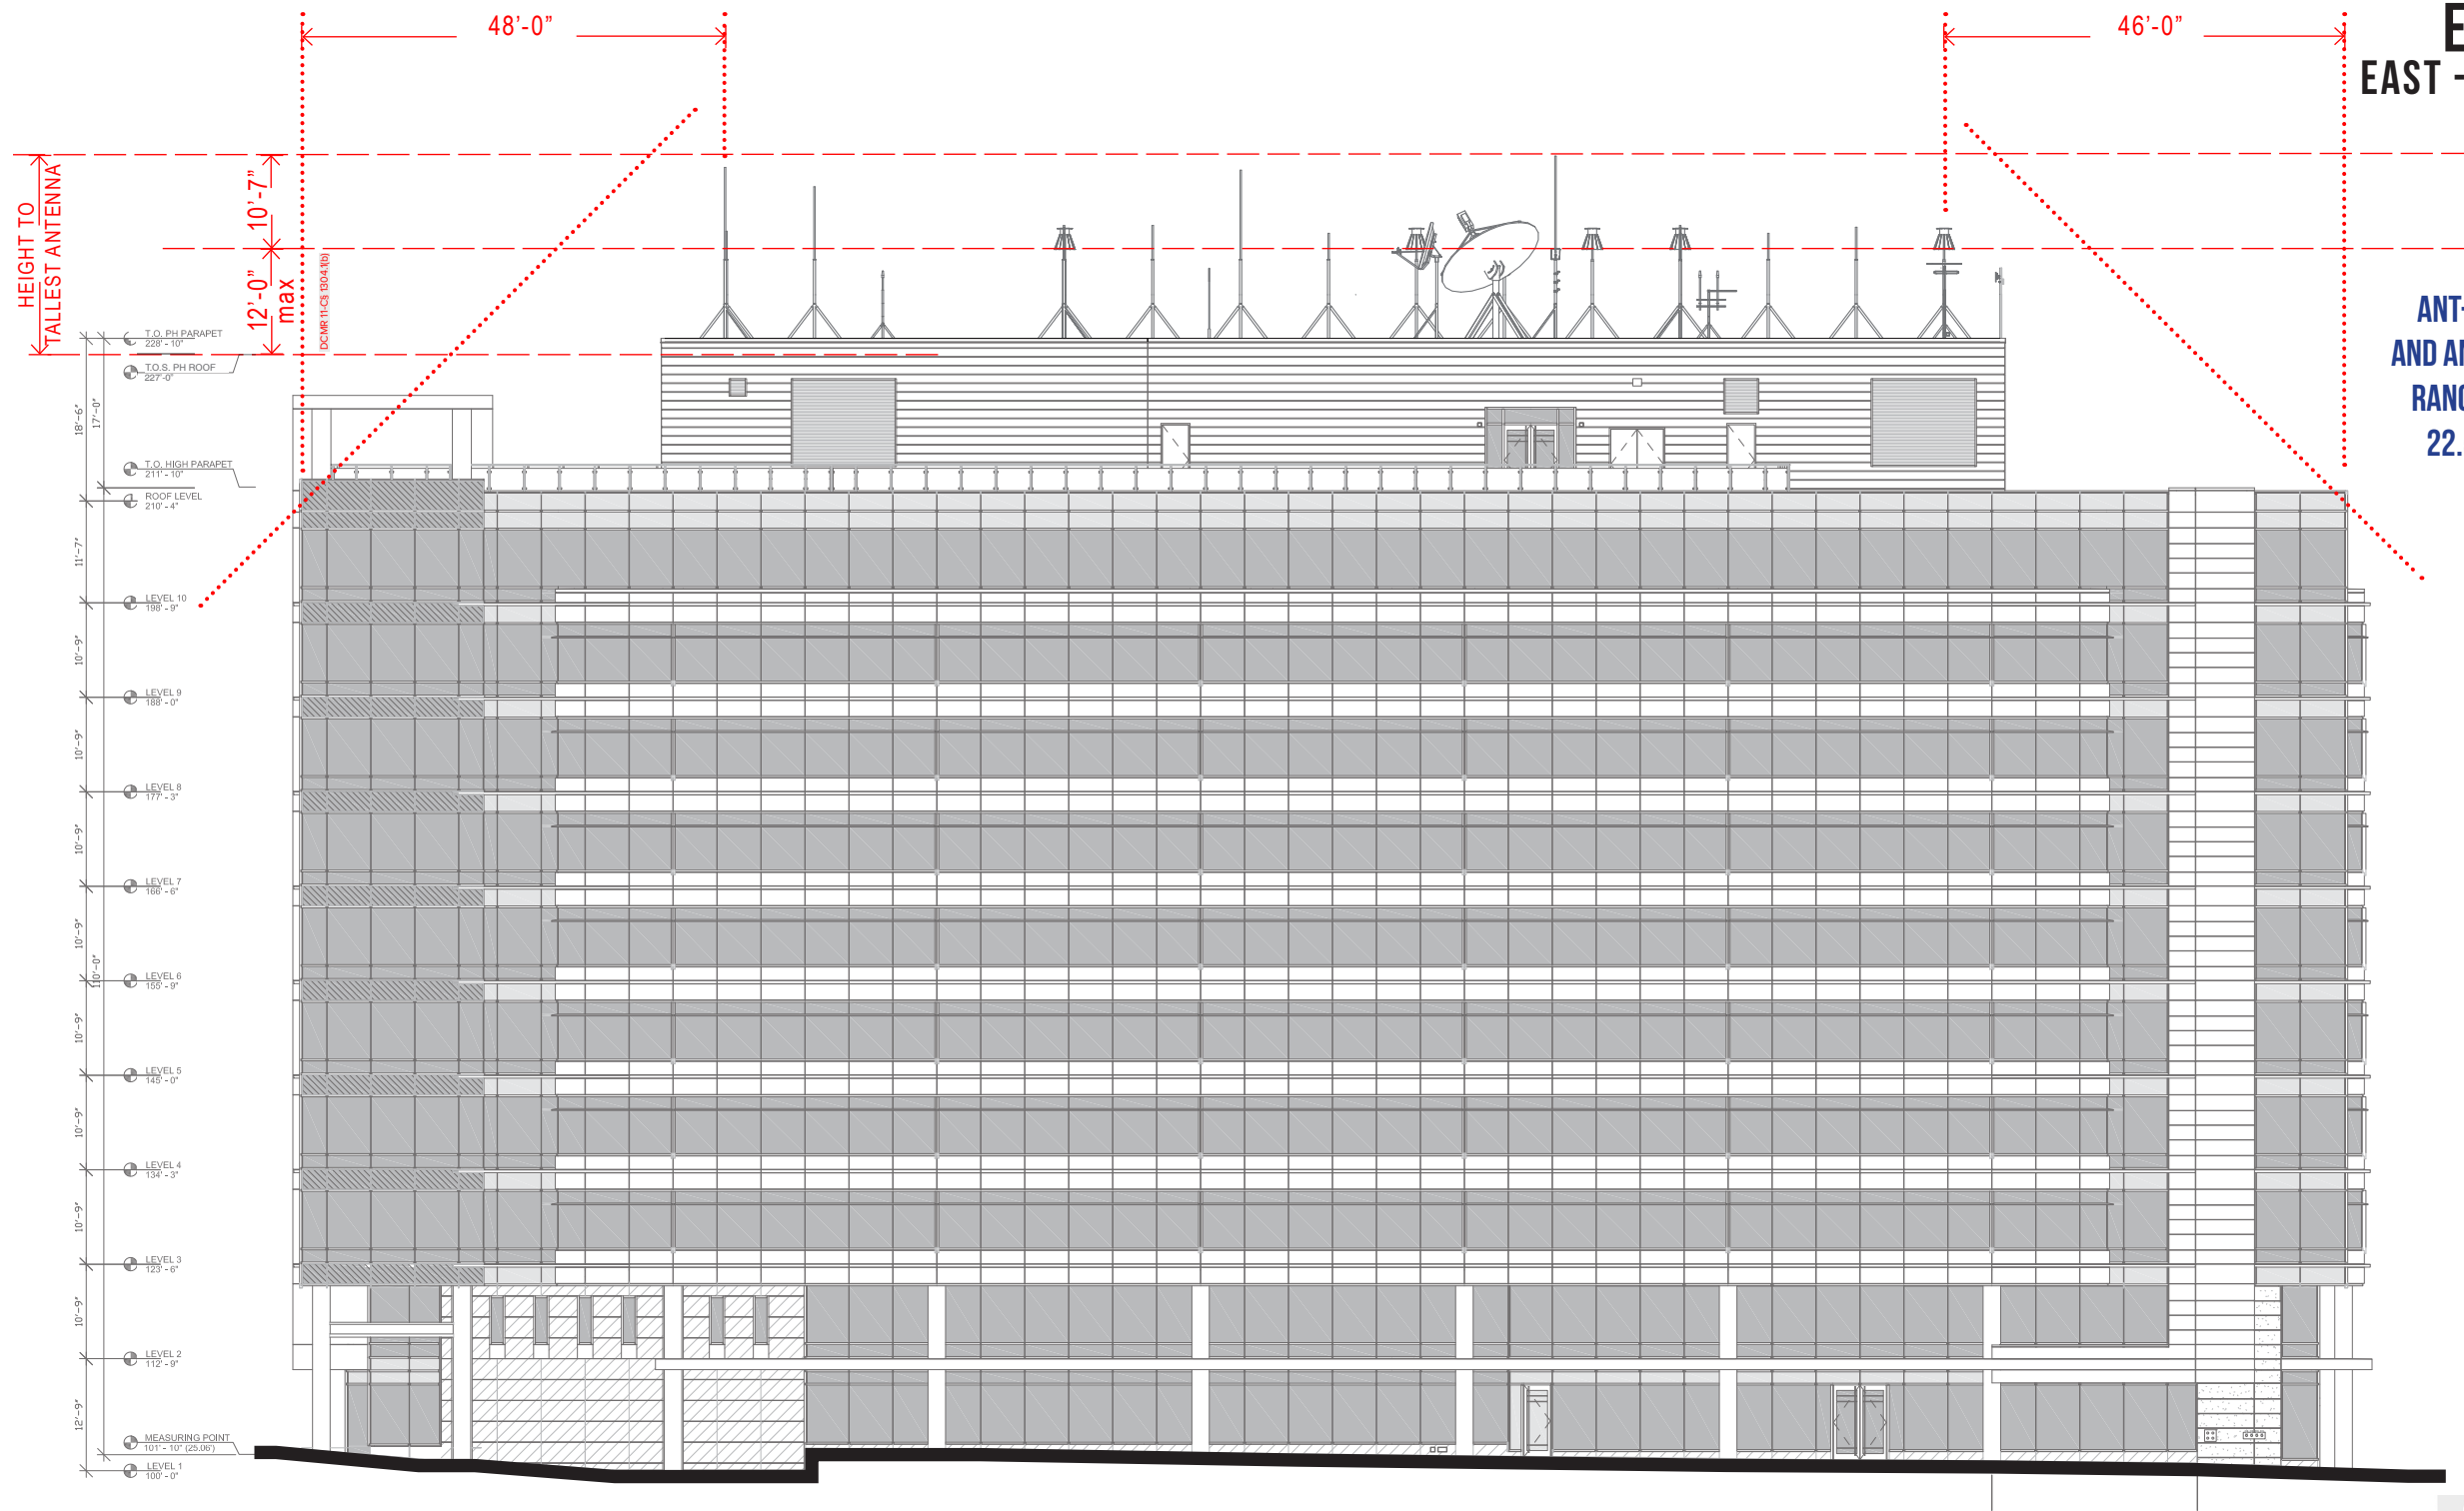 48'-0"
46'-0"
E
EAST -
HEIGHT TO
TALLEST ANTENNA
10'-7"
12'-0"
max
DCMR 11-C§ 1304.1(b)
ANT-
AND AN
RANG
22.
T.O. PH PARAPET
228' - 10"
T.O.S. PH ROOF
227'-0"
18'-6"
17'-0"
T.O. HIGH PARAPET
211' - 10"
ROOF LEVEL
210' - 4"
11'-7"
LEVEL 10
198' - 9"
10'-9"
LEVEL 9
188' - 0"
10'-9"
LEVEL 8
177' - 3"
10'-9"
LEVEL 7
166' - 6"
10'-9"
110'-0"
LEVEL 6
155' - 9"
10'-9"
LEVEL 5
145' - 0"
10'-9"
LEVEL 4
134' - 3"
10'-9"
LEVEL 3
123' - 6"
10'-9"
LEVEL 2
112' - 9"
12'-9"
MEASURING POINT
101' - 10" (25.06')
LEVEL 1
100' - 0"